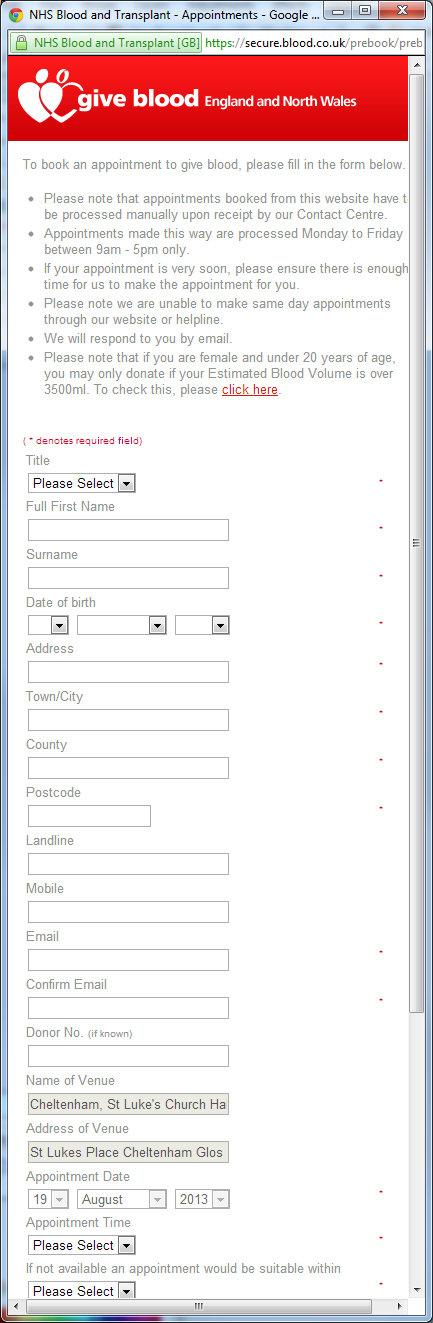 NHS Blood and Transplant - Appointments - Google ...
NHS Blood and Transplant [GB] https://secure.blood.co.uk/prebook/preb
give blood England and North Wales
To book an appointment to give blood, please fill in the form below.
• Please note that appointments booked from this website have t
be processed manually upon receipt by our Contact Centre.
• Appointments made this way are processed Monday to Friday
between 9am - 5pm only.
• If your appointment is very soon, please ensure there is enough
time for us to make the appointment for you.
• Please note we are unable to make same day appointments
through our website or helpline.
• We will respond to you by email.
• Please note that if you are female and under 20 years of age,
you may only donate if your Estimated Blood Volume is over
3500ml. To check this, please click here.
( * denotes required field)
Title
Please Select *
Full First Name
*
Surname
*
Date of birth
*
Address
*
Town/City
*
County
*
Postcode
*
Landline
Mobile
Email
*
Confirm Email
*
Donor No. (if known)
Name of Venue
Cheltenham, St Luke's Church Ha
Address of Venue
St Lukes Place Cheltenham Glos
Appointment Date
19 August 2013 *
Appointment Time
Please Select *
If not available an appointment would be suitable within
Please Select *